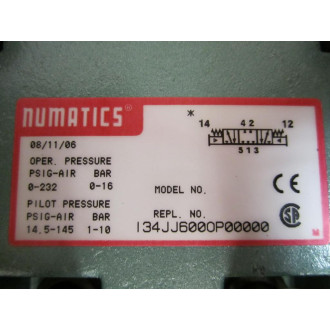 NUMATICS®
* 14 4 2 12
5 1 3
08/11/06
OPER. PRESSURE
PSIG-AIR BAR
0-232 0-16
PILOT PRESSURE
PSIG-AIR BAR
14.5-145 1-10
MODEL NO.
REPL. NO.
I34JJ600OP00000
CE